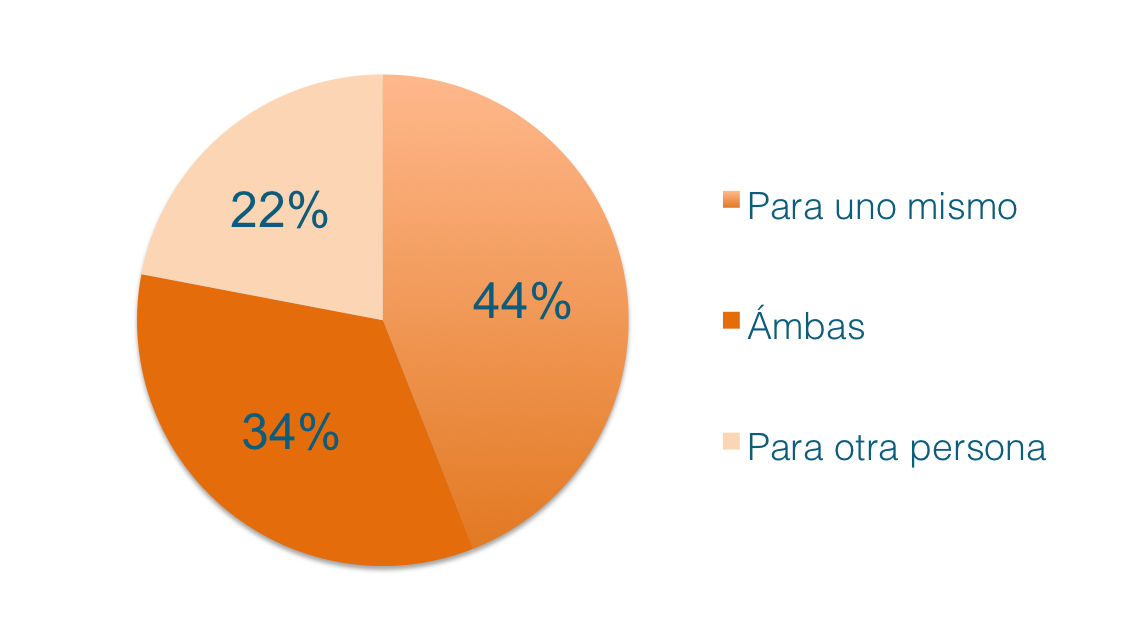 22%
44%
34%
Para uno mismo
Ámbas
Para otra persona